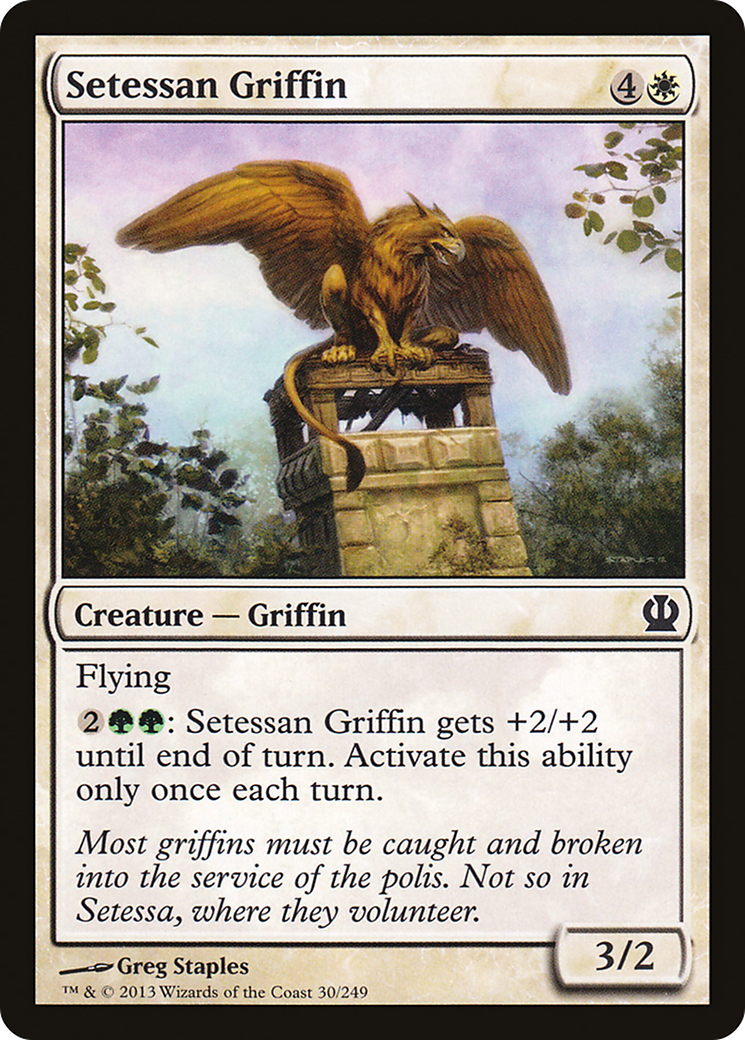 Setessan Griffin 4
STAPLES 12
Creature — Griffin
Flying
2: Setessan Griffin gets +2/+2
until end of turn. Activate this ability
only once each turn.
Most griffins must be caught and broken
into the service of the polis. Not so in
Setessa, where they volunteer.
3/2
Greg Staples
™ & © 2013 Wizards of the Coast 30/249